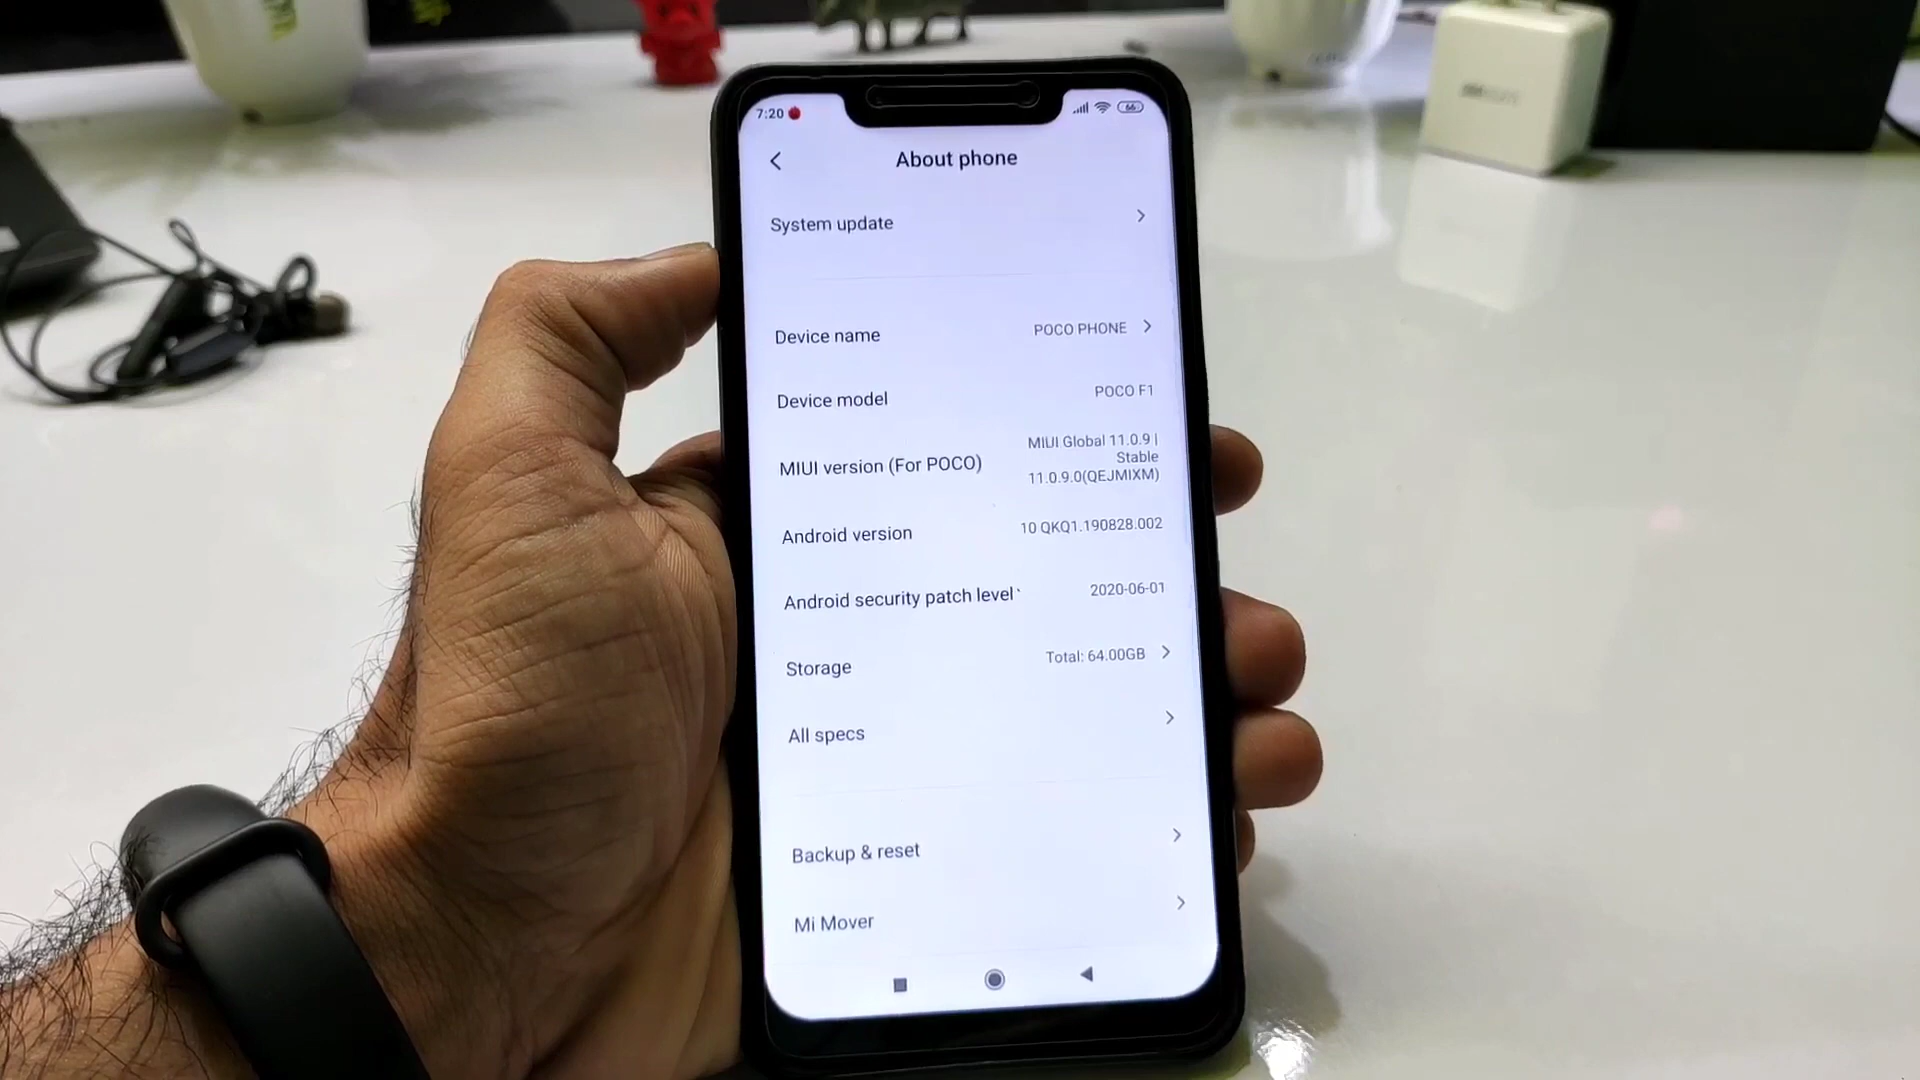 7:20
66
About phone
System update
Device name POCO PHONE
Device model POCO F1
MIUI version (For POCO) MIUI Global 11.0.9 |
Stable
11.0.9.0(QEJMIXM)
Android version 10 QKQ1.190828.002
Android security patch level 2020-06-01
Storage Total: 64.00GB
All specs
Backup & reset
Mi Mover